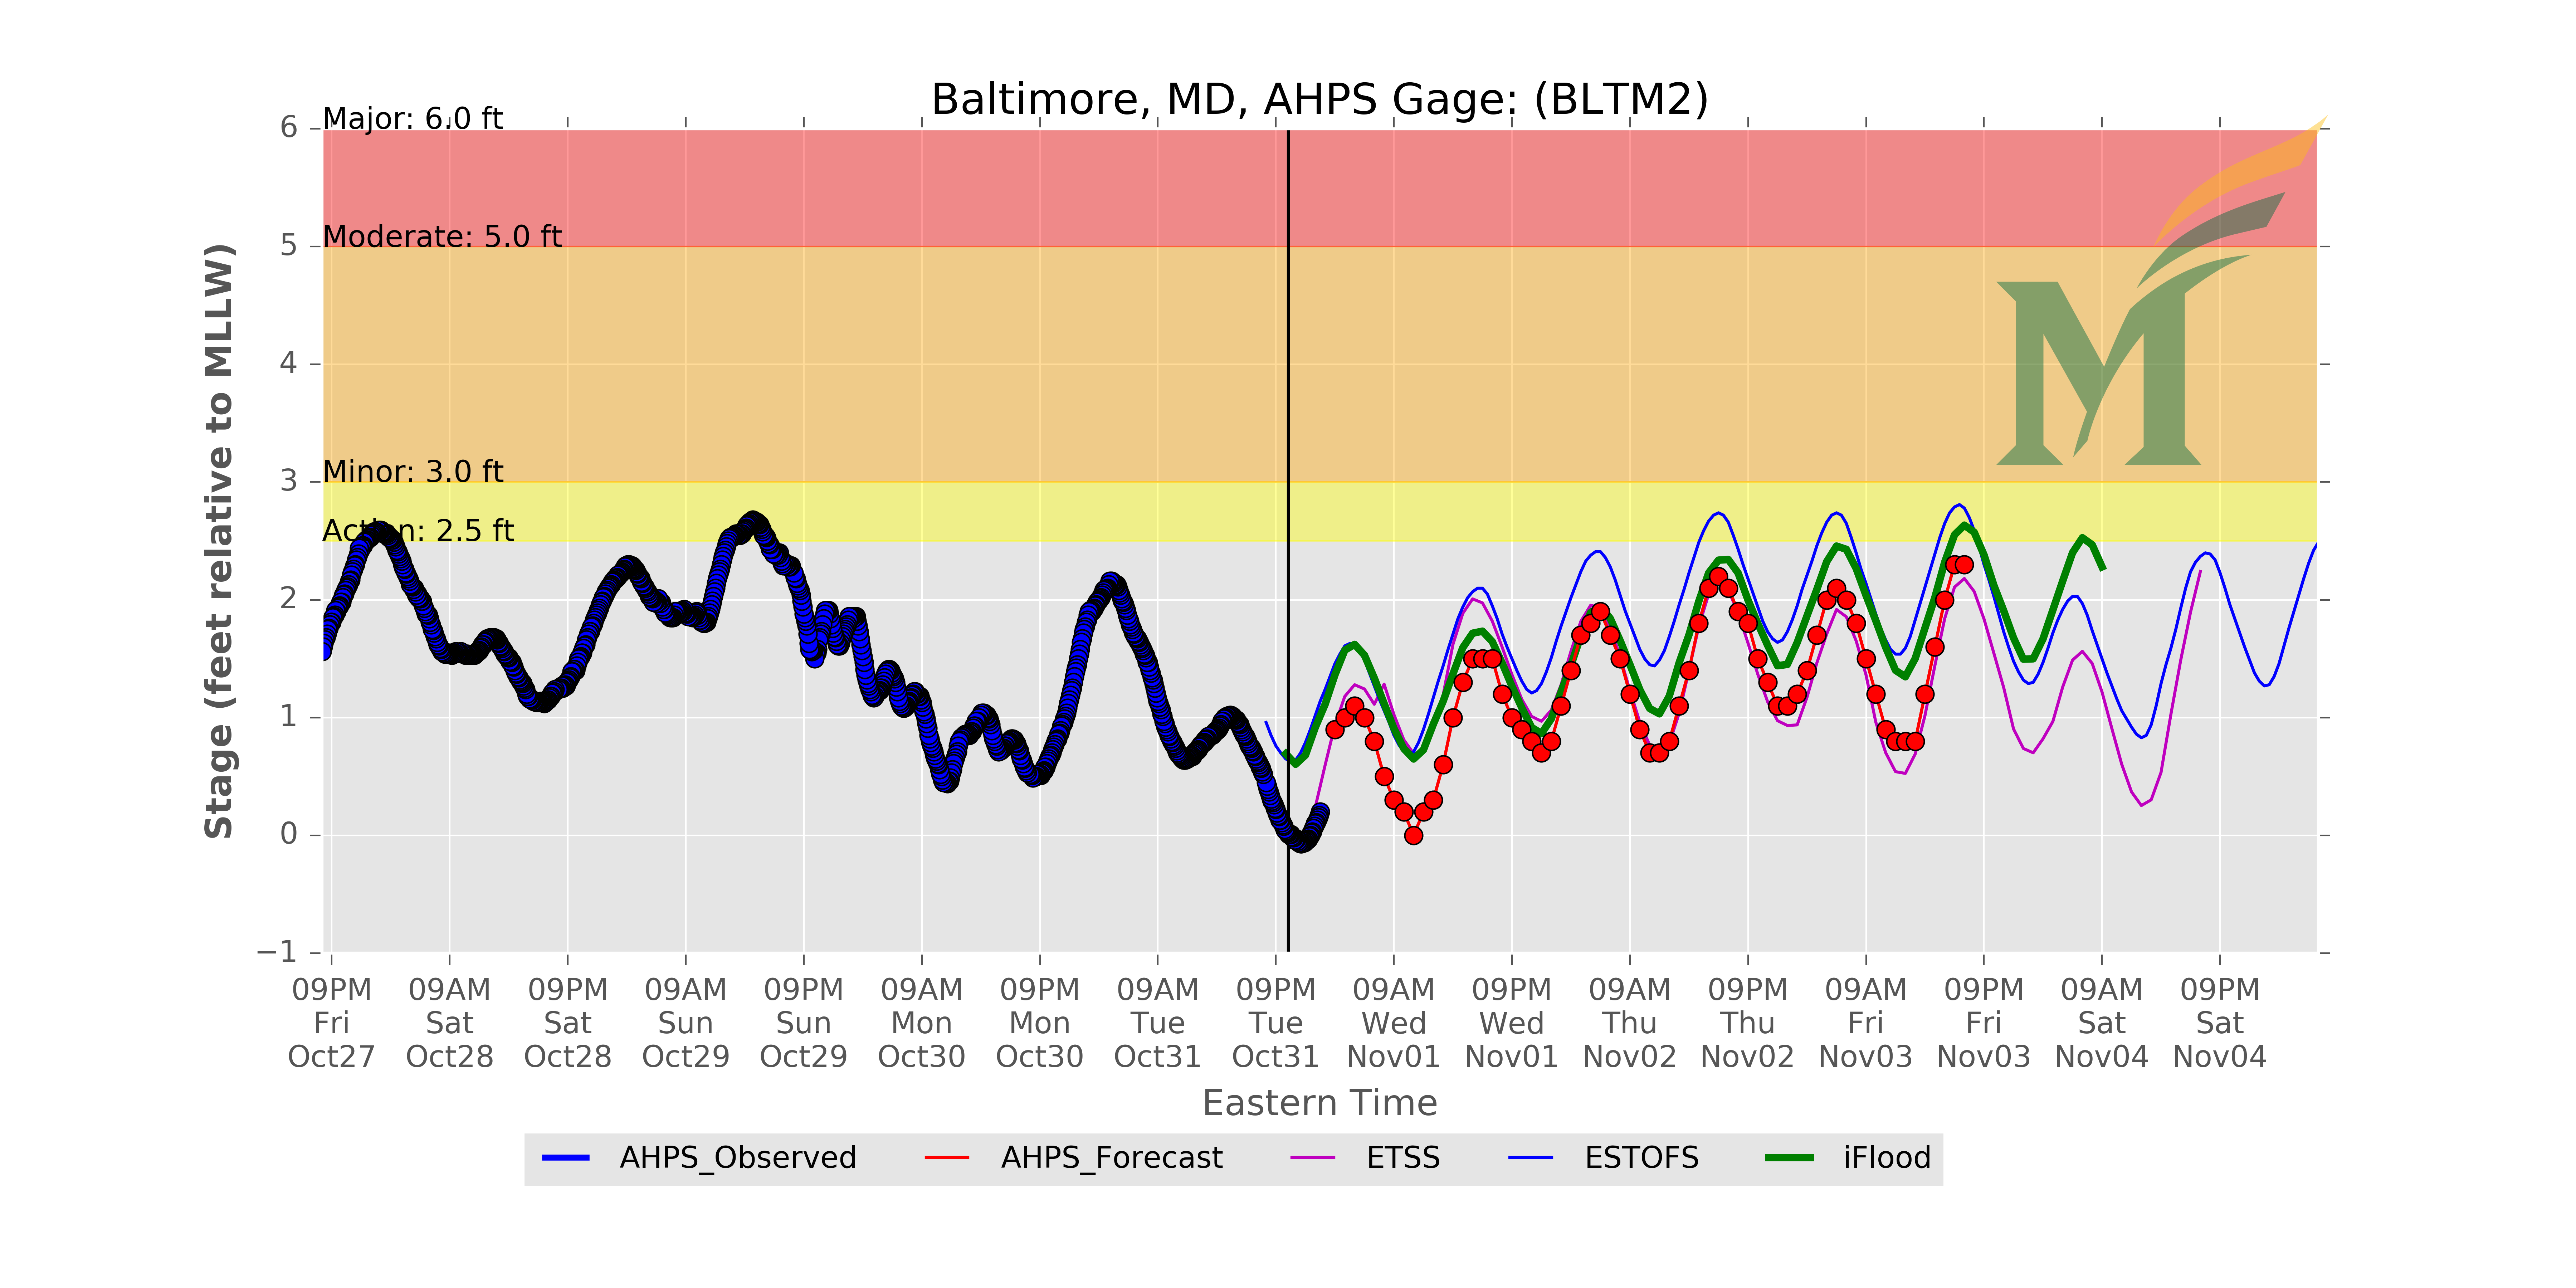 Baltimore, MD, AHPS Gage: (BLTM2)
Major: 6.0 ft
Moderate: 5.0 ft
Minor: 3.0 ft
Action: 2.5 ft
6
5
4
3
2
1
0
−1
Stage (feet relative to MLLW)
09PM 09AM 09PM 09AM 09PM 09AM 09PM 09AM 09PM 09AM 09PM 09AM 09PM 09AM 09PM 09AM 09PM
Fri Sat Sat Sun Sun Mon Mon Tue Tue Wed Wed Thu Thu Fri Fri Sat Sat
Oct27 Oct28 Oct28 Oct29 Oct29 Oct30 Oct30 Oct31 Oct31 Nov01 Nov01 Nov02 Nov02 Nov03 Nov03 Nov04 Nov04
Eastern Time
AHPS_Observed AHPS_Forecast ETSS ESTOFS iFlood